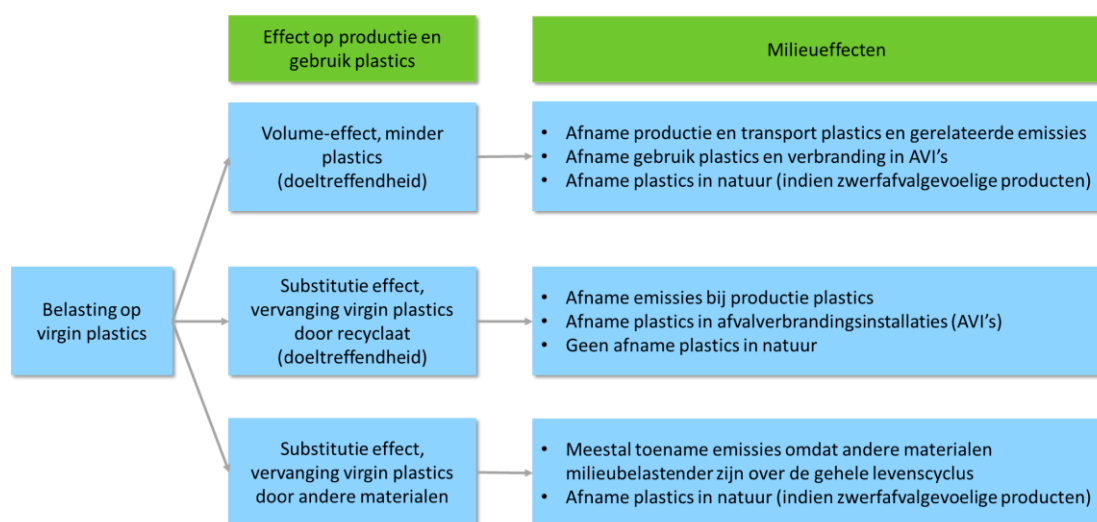 Effect op productie en
gebruik plastics
Milieueffecten
Volume-effect, minder
plastics
(doeltreffendheid)
• Afname productie en transport plastics en gerelateerde emissies
• Afname gebruik plastics en verbranding in AVI's
• Afname plastics in natuur (indien zwerfafvalgevoelige producten)
Belasting op
virgin plastics
Substitutie effect,
vervanging virgin plastics
door recyclaat
(doeltreffendheid)
• Afname emissies bij productie plastics
• Afname plastics in afvalverbrandingsinstallaties (AVI's)
• Geen afname plastics in natuur
Substitutie effect,
vervanging virgin plastics
door andere materialen
• Meestal toename emissies omdat andere materialen
milieubelastender zijn over de gehele levenscyclus
• Afname plastics in natuur (indien zwerfafvalgevoelige producten)